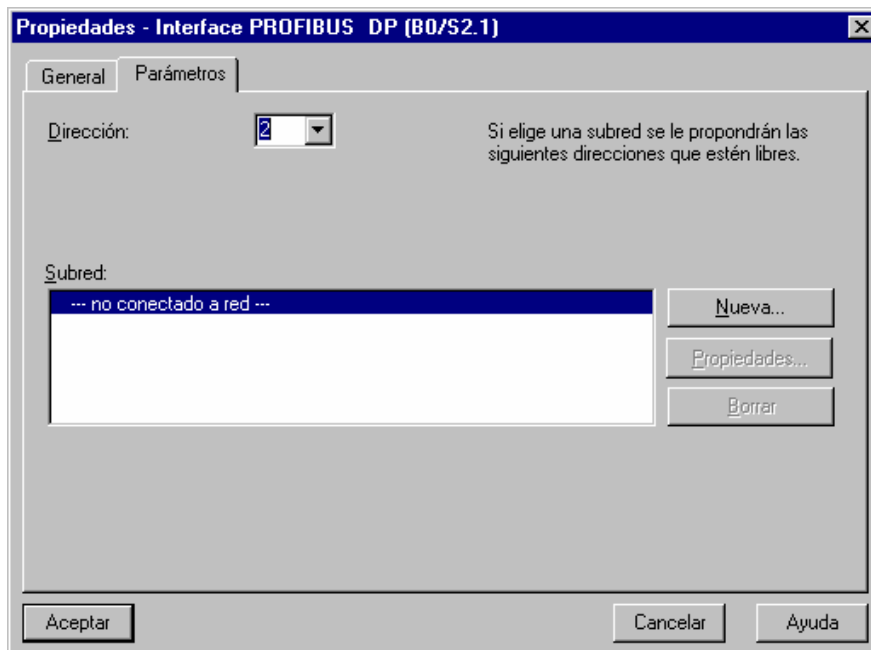 Propiedades - Interface PROFIBUS DP (B0/S2.1)
General
Parámetros
Dirección:
2
Si elige una subred se le propondrán las
siguientes direcciones que estén libres.
Subred:
--- no conectado a red ---
Nueva...
Propiedades...
Borrar
Aceptar
Cancelar
Ayuda